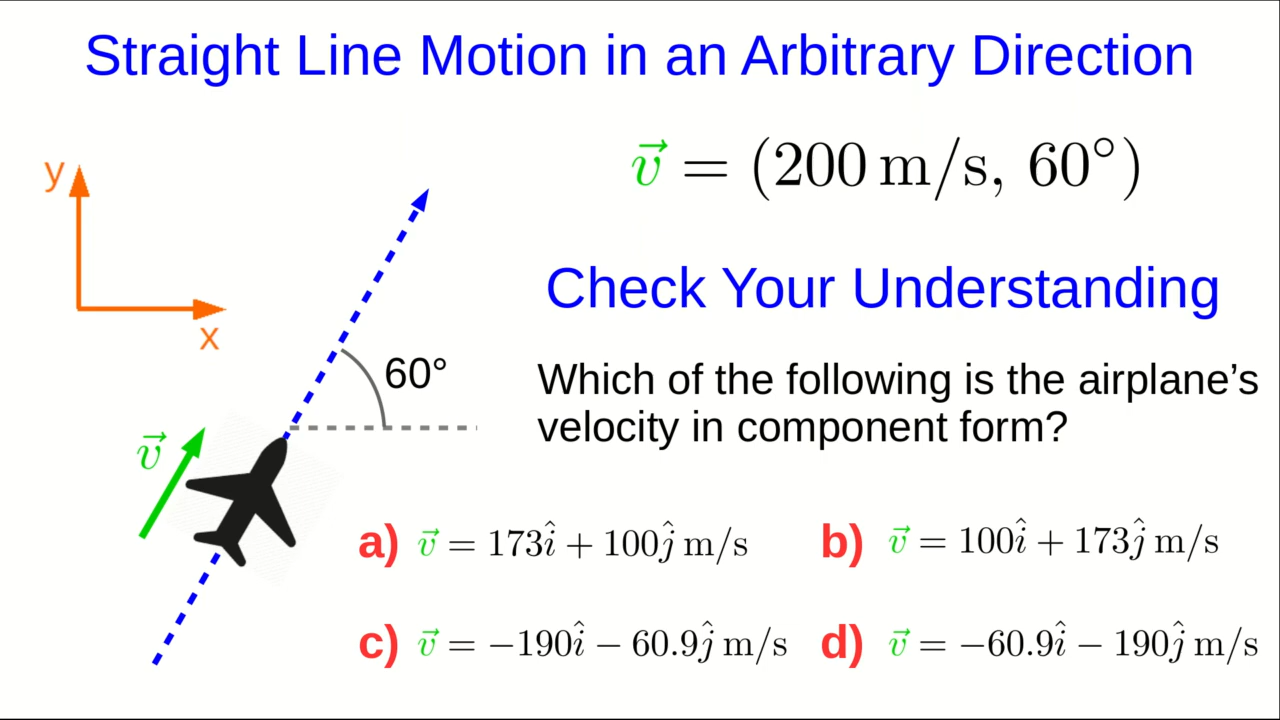 Straight Line Motion in an Arbitrary Direction
y
x
v⃗ = (200 m/s, 60°)
Check Your Understanding
60°
Which of the following is the airplane’s
velocity in component form?
v⃗
a) v⃗ = 173î + 100ĵ m/s
b) v⃗ = 100î + 173ĵ m/s
c) v⃗ = −190î − 60.9ĵ m/s
d) v⃗ = −60.9î − 190ĵ m/s